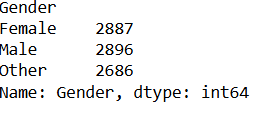 Gender
Female    2887
Male      2896
Other     2686
Name: Gender, dtype: int64